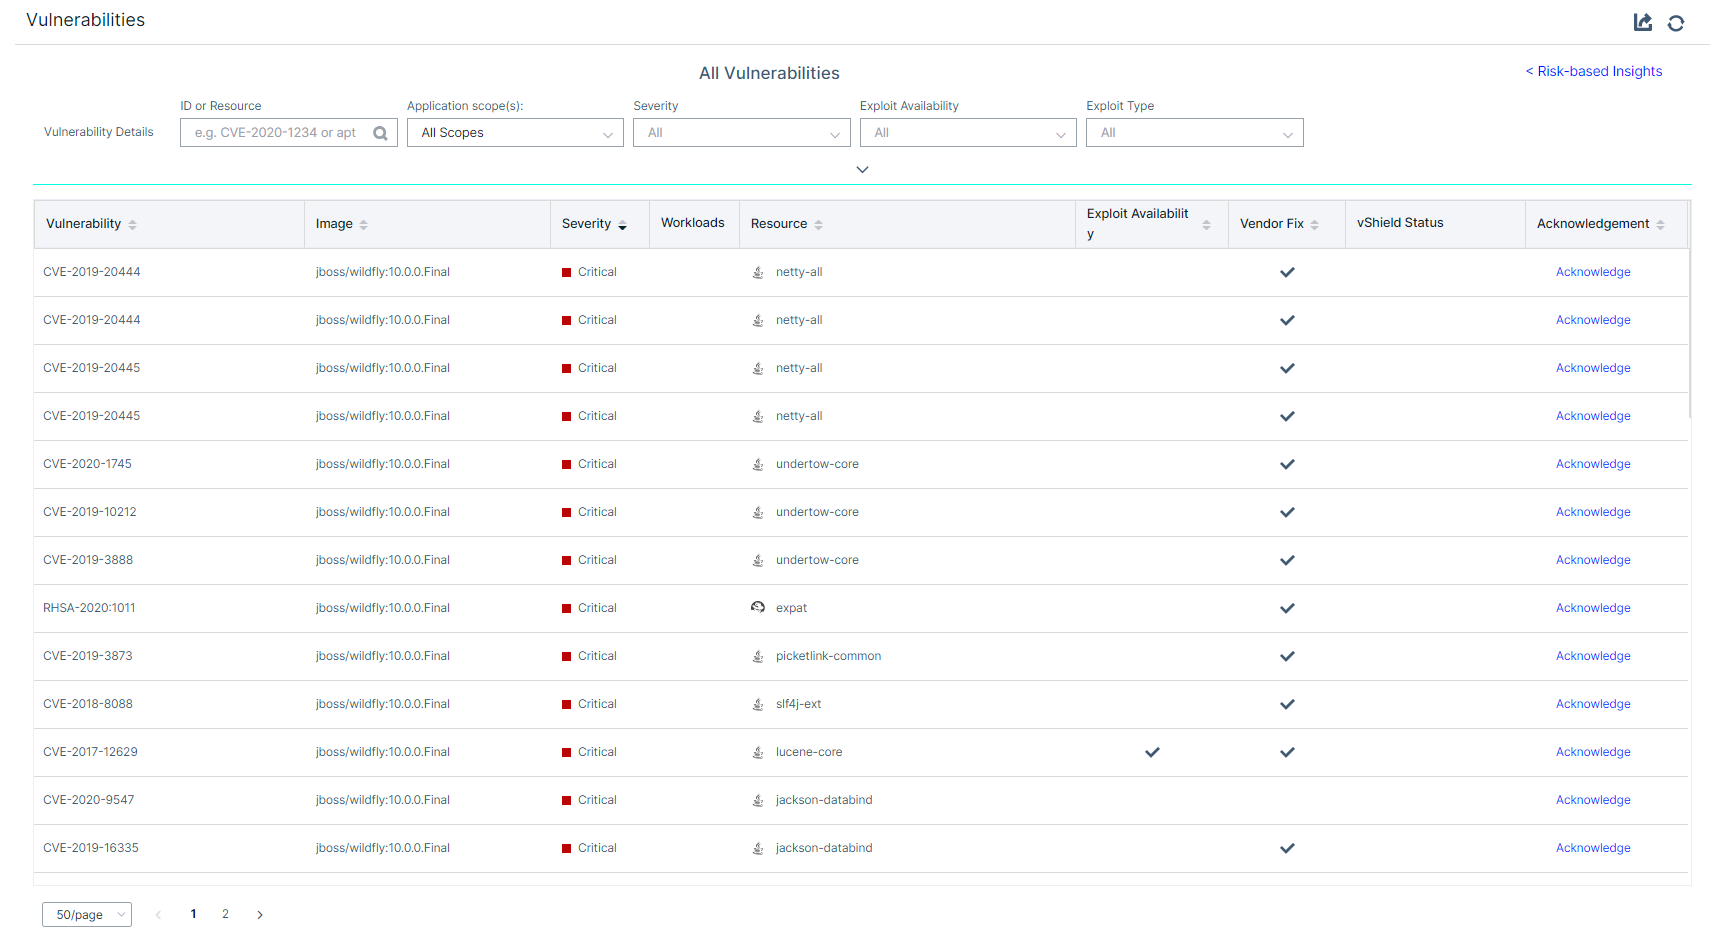 Vulnerabilities
All Vulnerabilities
< Risk-based Insights
Vulnerability Details
ID or Resource
Application scope(s):
Severity
Exploit Availability
Exploit Type
e.g. CVE-2020-1234 or apt
All Scopes
All
All
All
Vulnerability Image Severity Workloads Resource Exploit Availabilit
y Vendor Fix vShield Status Acknowledgement
CVE-2019-20444 jboss/wildfly:10.0.0.Final Critical netty-all Acknowledge
CVE-2019-20444 jboss/wildfly:10.0.0.Final Critical netty-all Acknowledge
CVE-2019-20445 jboss/wildfly:10.0.0.Final Critical netty-all Acknowledge
CVE-2019-20445 jboss/wildfly:10.0.0.Final Critical netty-all Acknowledge
CVE-2020-1745 jboss/wildfly:10.0.0.Final Critical undertow-core Acknowledge
CVE-2019-10212 jboss/wildfly:10.0.0.Final Critical undertow-core Acknowledge
CVE-2019-3888 jboss/wildfly:10.0.0.Final Critical undertow-core Acknowledge
RHSA-2020:1011 jboss/wildfly:10.0.0.Final Critical expat Acknowledge
CVE-2019-3873 jboss/wildfly:10.0.0.Final Critical picketlink-common Acknowledge
CVE-2018-8088 jboss/wildfly:10.0.0.Final Critical slf4j-ext Acknowledge
CVE-2017-12629 jboss/wildfly:10.0.0.Final Critical lucene-core Acknowledge
CVE-2020-9547 jboss/wildfly:10.0.0.Final Critical jackson-databind Acknowledge
CVE-2019-16335 jboss/wildfly:10.0.0.Final Critical jackson-databind Acknowledge
50/page < 1 2 >